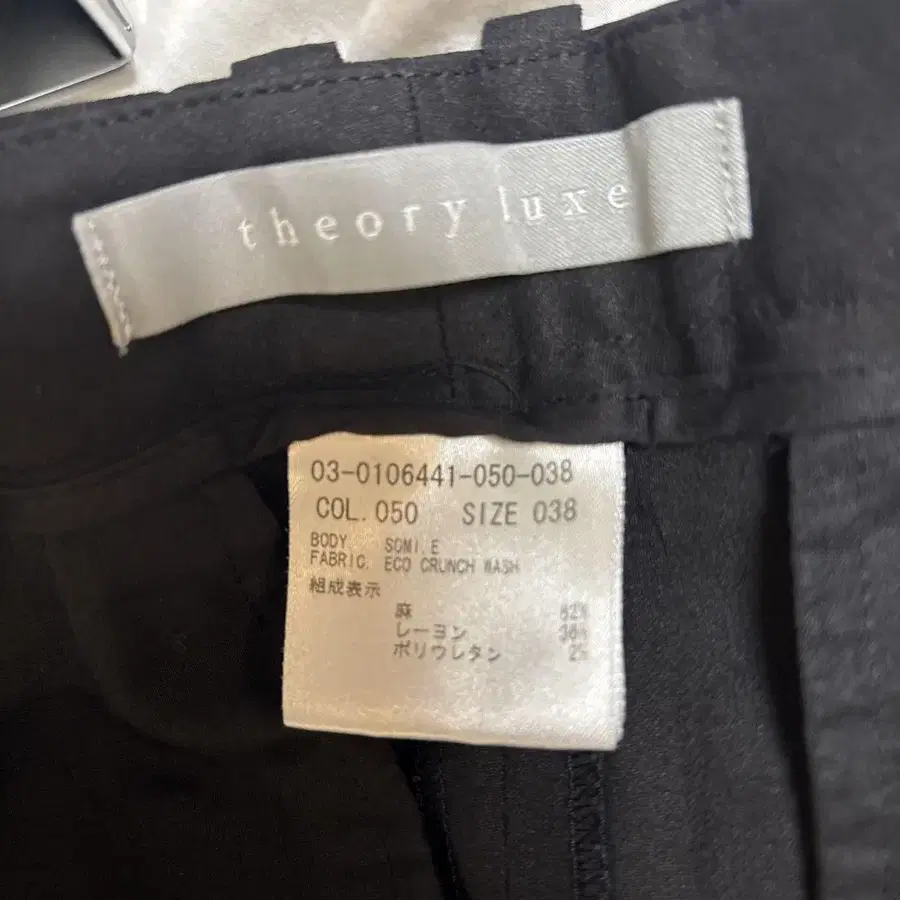 theory luxe
03-0106441-050-038
COL. 050 SIZE 038
BODY SOMI.E
FABRIC. ECO CRUNCH WASH
組成表示
麻 62%
レーヨン 36%
ポリウレタン 2%